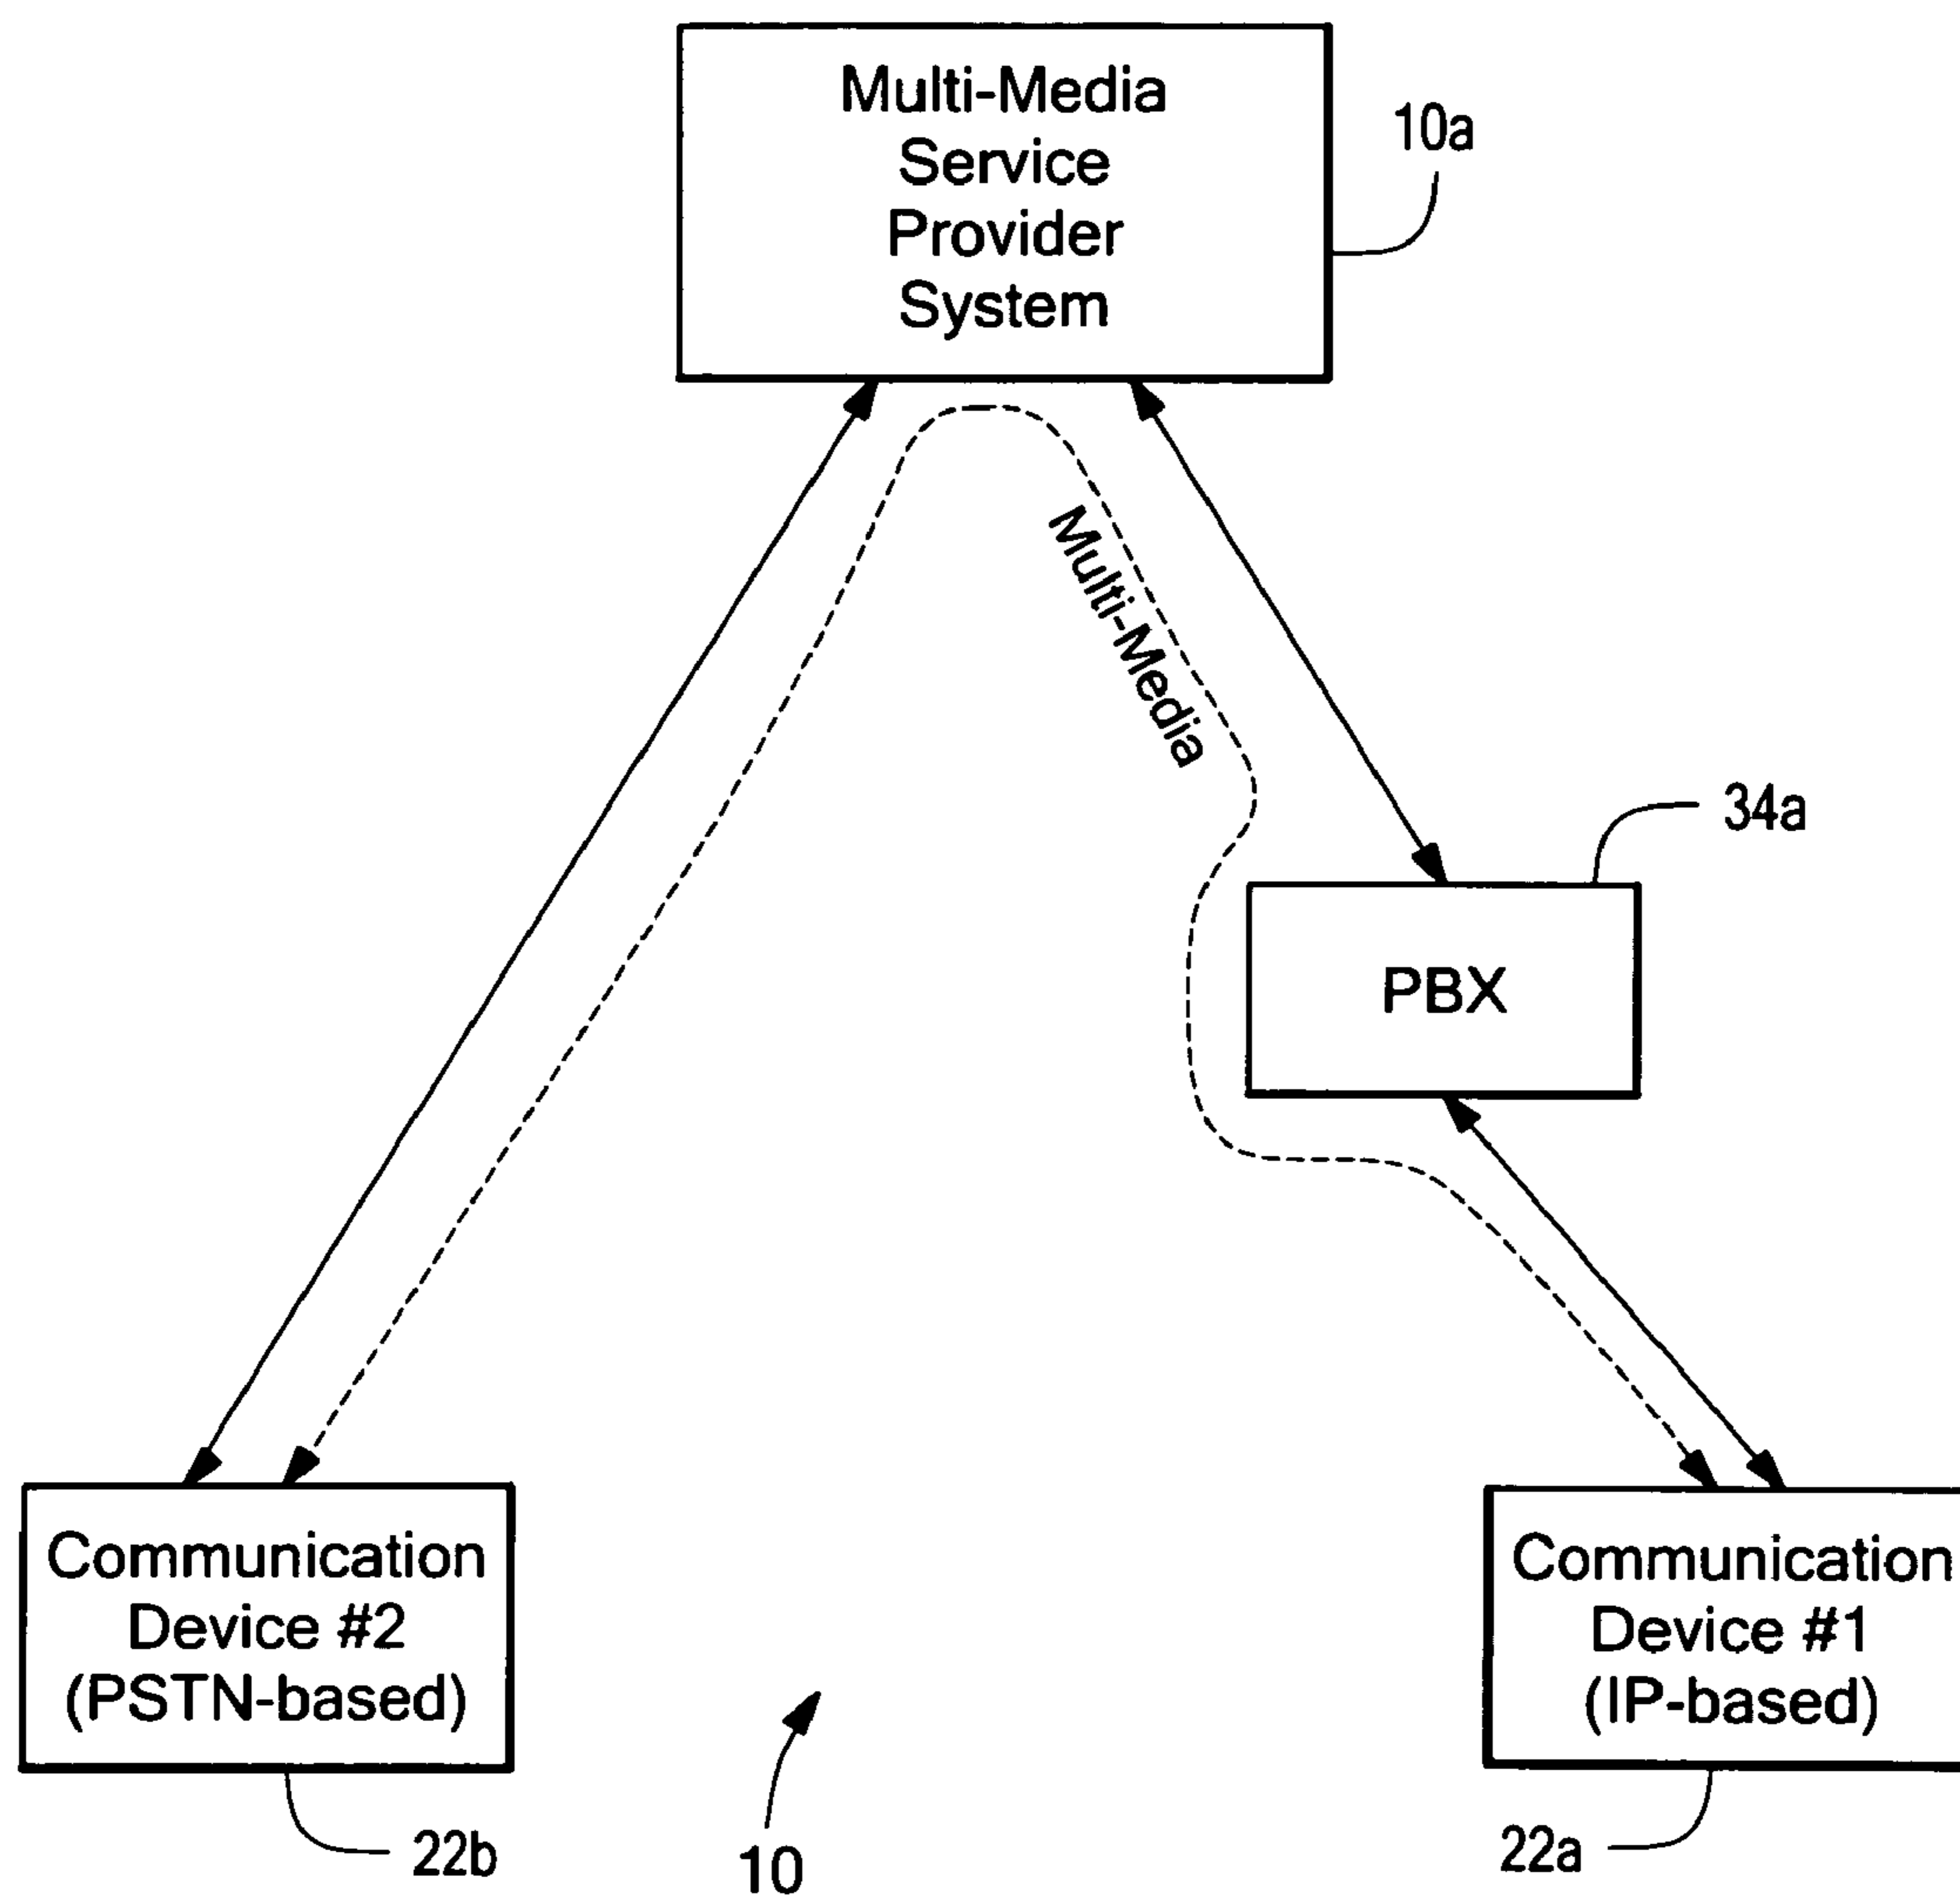 Multi-Media
Service
Provider
System
10a
Multi-Media
34a
PBX
Communication
Device #2
(PSTN-based)
Communication
Device #1
(IP-based)
22b
10
22a